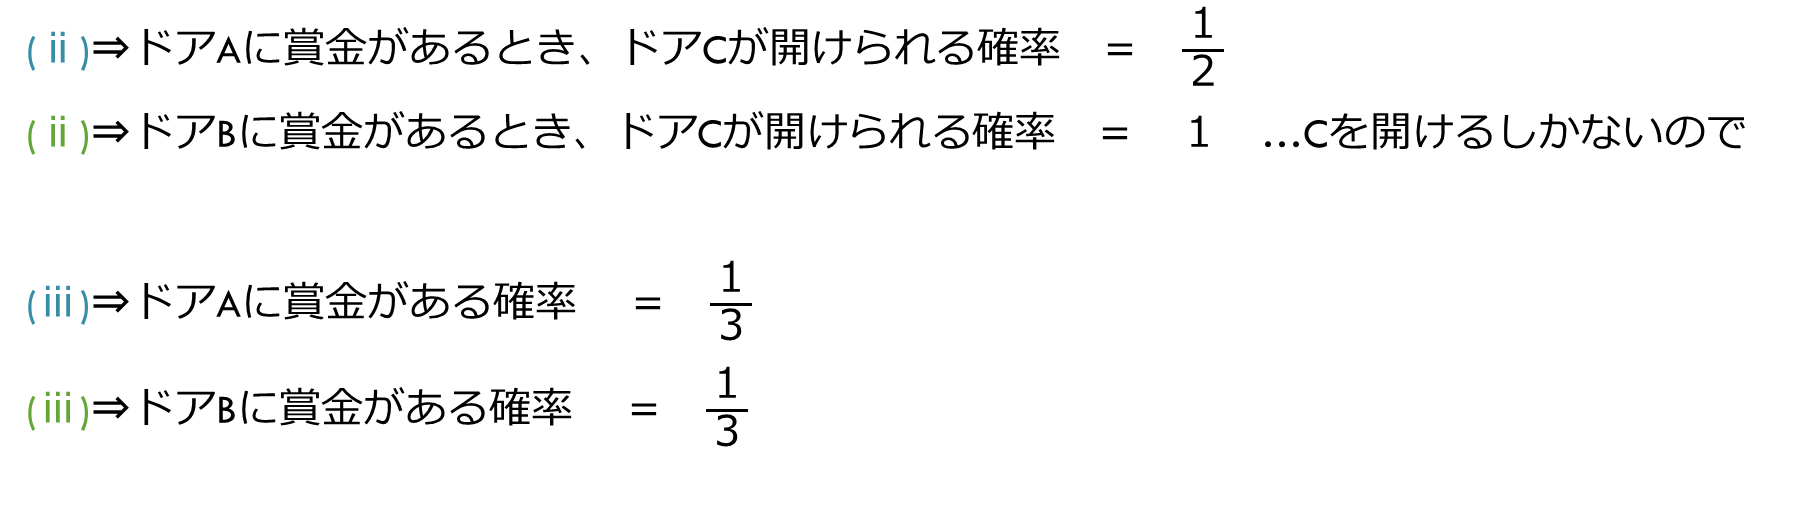 ( ii )⇒ドアAに賞金があるとき、ドアCが開けられる確率 = 1/2
( ii )⇒ドアBに賞金があるとき、ドアCが開けられる確率 = 1 …Cを開けるしかないので
(iii)⇒ドアAに賞金がある確率 = 1/3
(iii)⇒ドアBに賞金がある確率 = 1/3